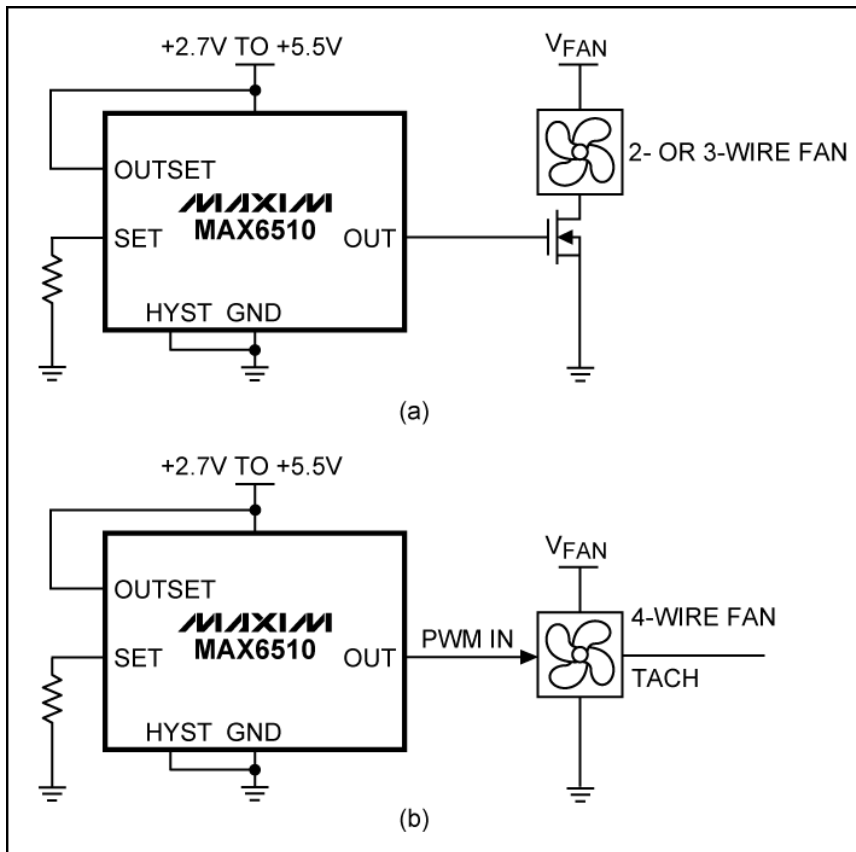 +2.7V TO +5.5V
VFAN
OUTSET
2- OR 3-WIRE FAN
MAXIM
MAX6510
SET
OUT
HYST GND
(a)
+2.7V TO +5.5V
VFAN
OUTSET
4-WIRE FAN
MAXIM
MAX6510
PWM IN
SET
OUT
TACH
HYST GND
(b)